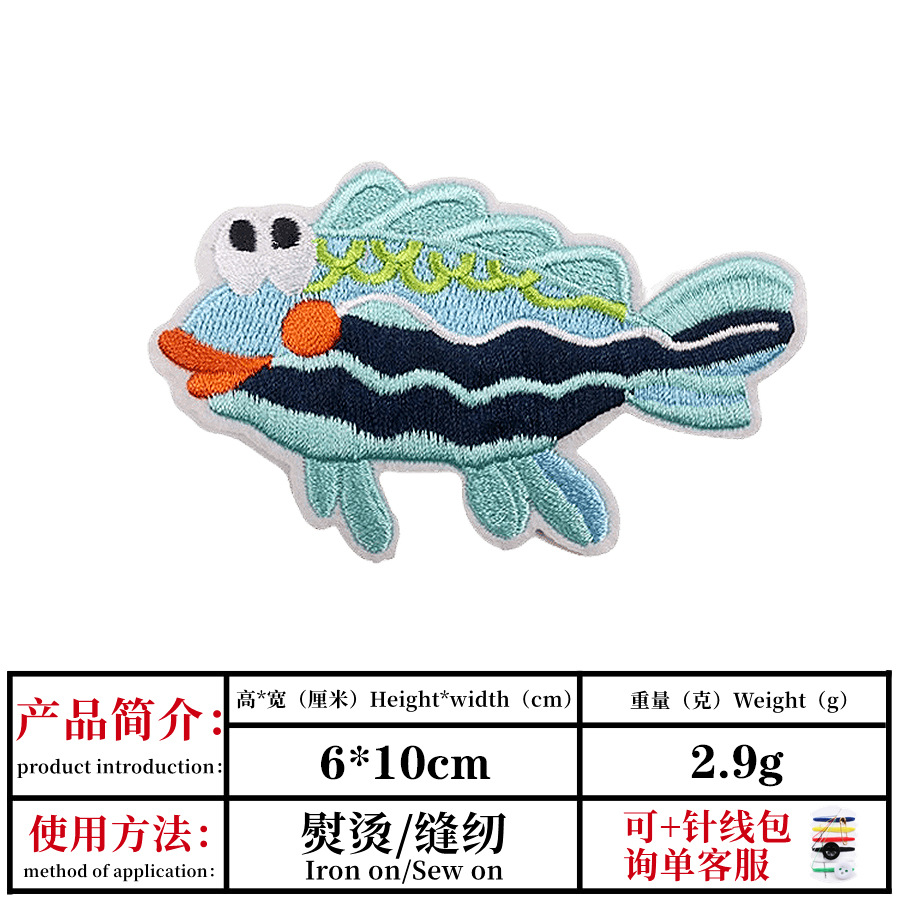 产品简介：
product introduction：
高*宽（厘米）Height*width（cm）
重量（克）Weight（g）
6*10cm
2.9g
使用方法：
method of application：
熨烫/缝纫
Iron on/Sew on
可+针线包
询单客服